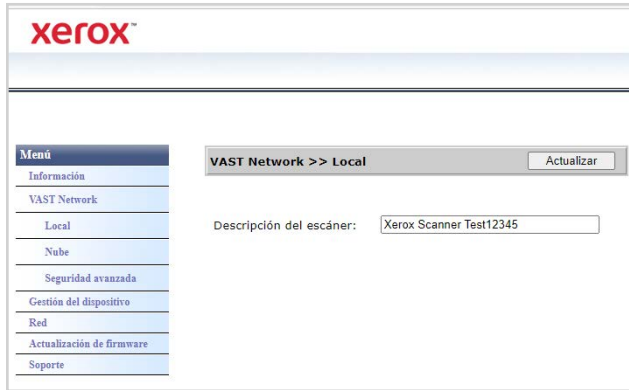 xerox™
Menú
Información
VAST Network
Local
Nube
Seguridad avanzada
Gestión del dispositivo
Red
Actualización de firmware
Soporte
VAST Network >> Local
Actualizar
Descripción del escáner: Xerox Scanner Test12345